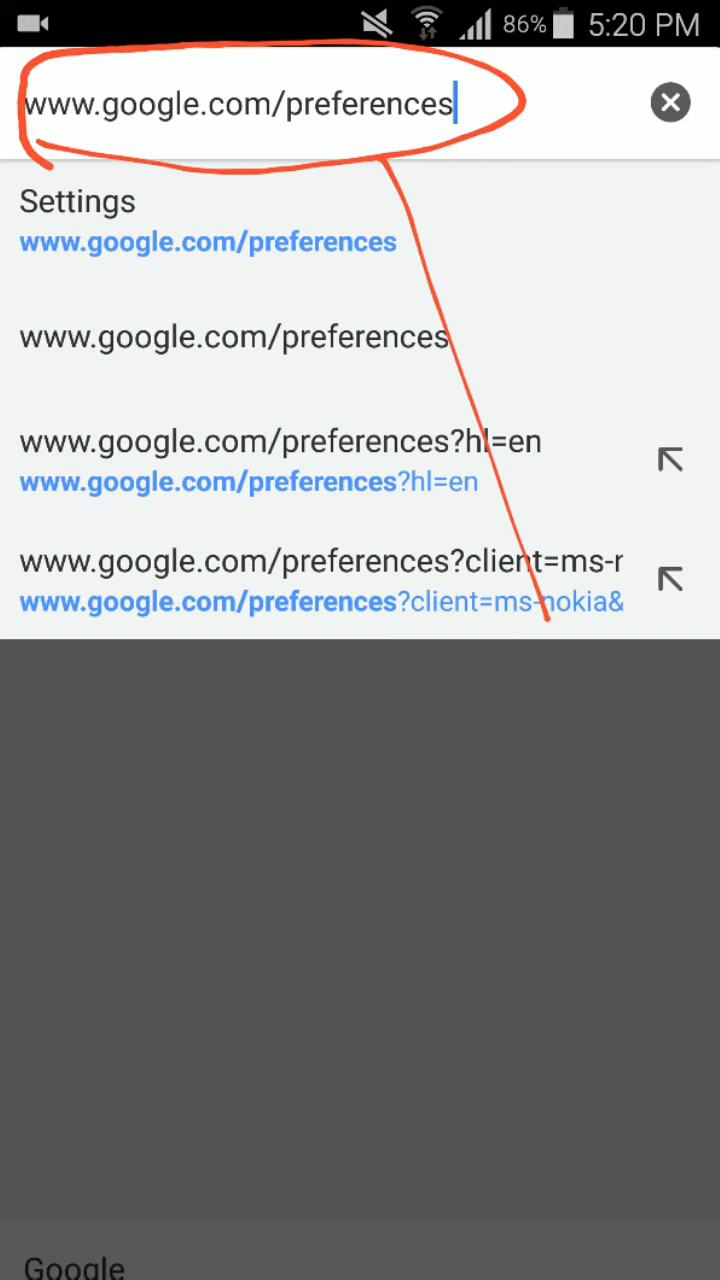 86% 5:20 PM
www.google.com/preferences
Settings
www.google.com/preferences
www.google.com/preferences
www.google.com/preferences?hl=en
www.google.com/preferences?hl=en
www.google.com/preferences?client=ms-r
www.google.com/preferences?client=ms-nokia&
Google